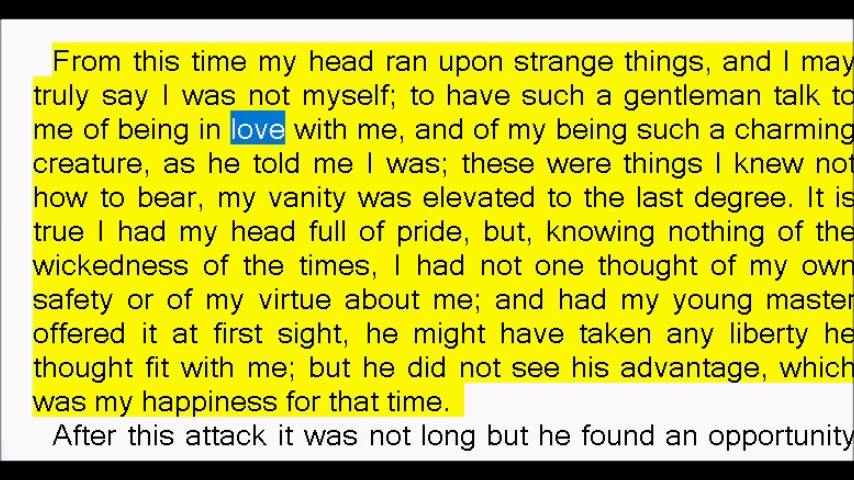 From this time my head ran upon strange things, and I may
truly say I was not myself; to have such a gentleman talk to
me of being in love with me, and of my being such a charming
creature, as he told me I was; these were things I knew not
how to bear, my vanity was elevated to the last degree. It is
true I had my head full of pride, but, knowing nothing of the
wickedness of the times, I had not one thought of my own
safety or of my virtue about me; and had my young master
offered it at first sight, he might have taken any liberty he
thought fit with me; but he did not see his advantage, which
was my happiness for that time.
After this attack it was not long but he found an opportunity